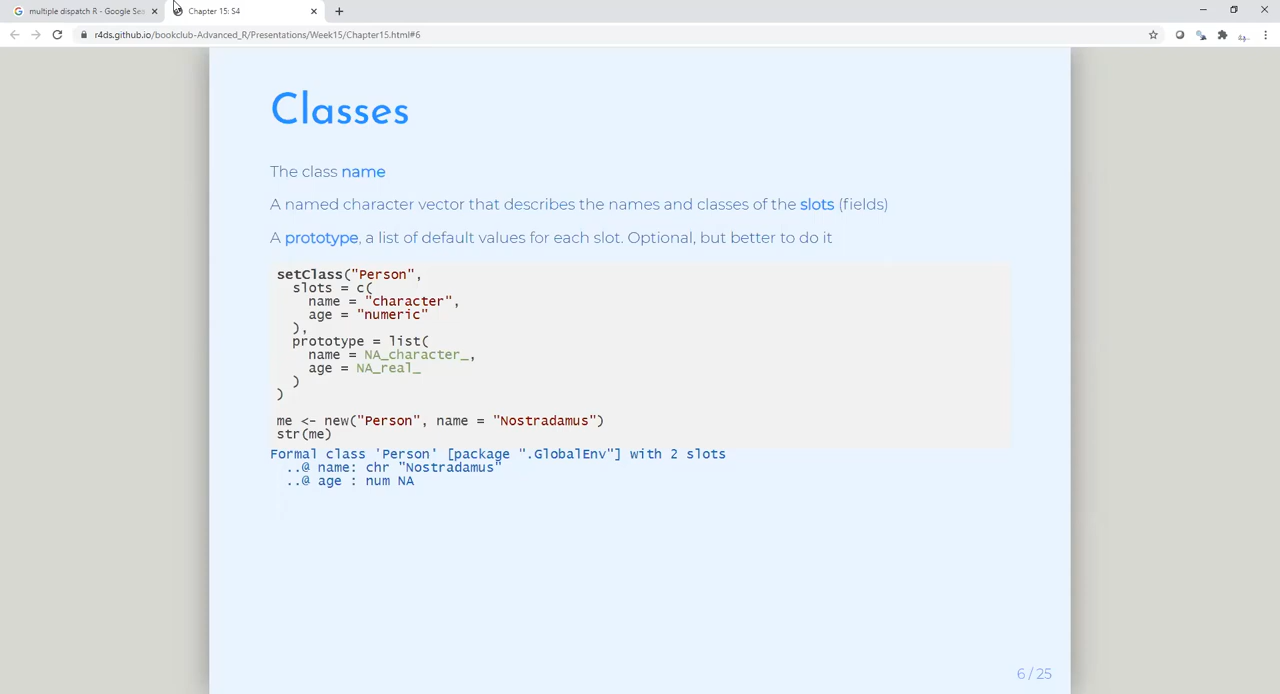 multiple dispatch R - Google Sea
Chapter 15: S4
r4ds.github.io/bookclub-Advanced_R/Presentations/Week15/Chapter15.html#6
Classes
The class name
A named character vector that describes the names and classes of the slots (fields)
A prototype, a list of default values for each slot. Optional, but better to do it
setClass("Person",
  slots = c(
    name = "character",
    age = "numeric"
  ),
  prototype = list(
    name = NA_character_,
    age = NA_real_
  )
)
me <- new("Person", name = "Nostradamus")
str(me)
Formal class 'Person' [package ".GlobalEnv"] with 2 slots
  ..@ name: chr "Nostradamus"
  ..@ age : num NA
6 / 25